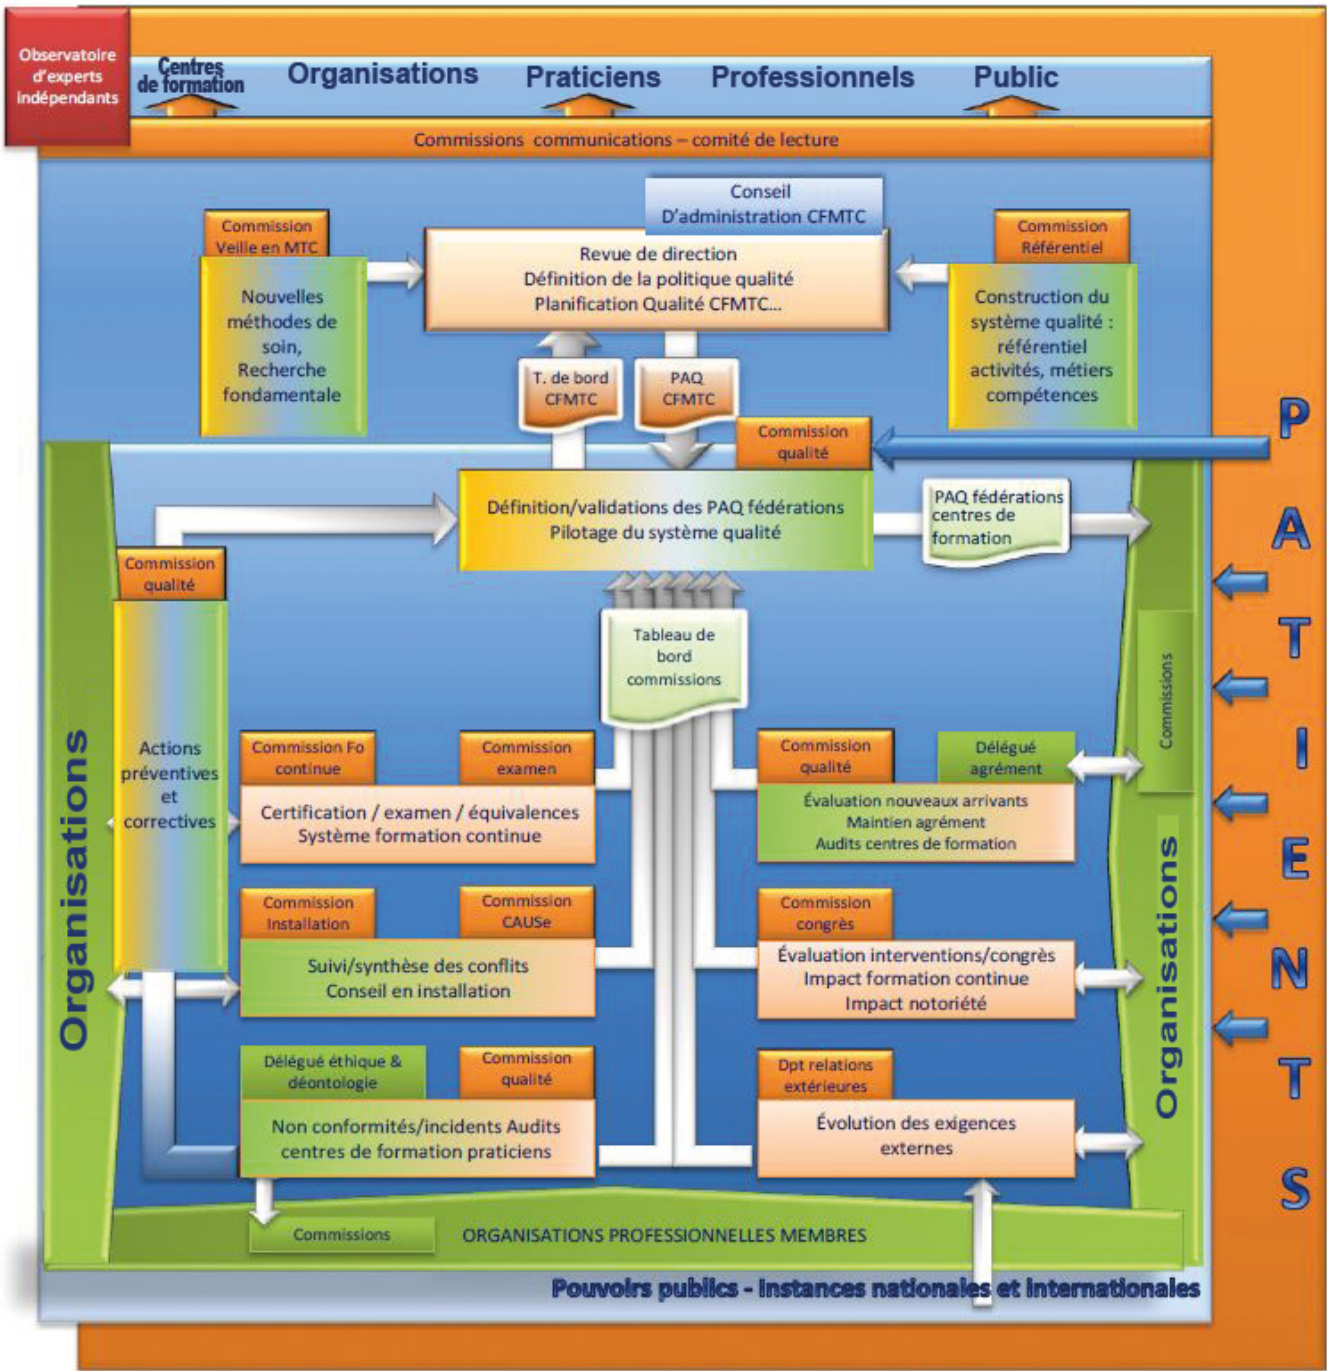 Observatoire
d'experts
indépendants
Centres
de formation
Organisations
Praticiens
Professionnels
Public
Commissions communications – comité de lecture
Conseil
D'administration CFMTC
Commission
Veille en MTC
Commission
Référentiel
Revue de direction
Définition de la politique qualité
Planification Qualité CFMTC...
Nouvelles
méthodes de
soin,
Recherche
fondamentale
Construction du
système qualité :
référentiel
activités, métiers
compétences
T. de bord
CFMTC
PAQ
CFMTC
Commission
qualité
Définition/validations des PAQ fédérations
Pilotage du système qualité
PAQ fédérations
centres de
formation
Commission
qualité
Tableau de
bord
commissions
Actions
préventives
et
correctives
Commission Fo
continue
Commission
examen
Certification / examen / équivalences
Système formation continue
Commission
qualité
Délégué
agrément
Évaluation nouveaux arrivants
Maintien agrément
Audits centres de formation
Commission
Installation
Commission
CAUSe
Suivi/synthèse des conflits
Conseil en installation
Commission
congrès
Évaluation interventions/congrès
Impact formation continue
Impact notoriété
Délégué éthique &
déontologie
Commission
qualité
Non conformités/incidents Audits
centres de formation praticiens
Dpt relations
extérieures
Évolution des exigences
externes
Organisations
Commissions
Organisations
PATIENTS
Commissions
ORGANISATIONS PROFESSIONNELLES MEMBRES
Pouvoirs publics - Instances nationales et internationales